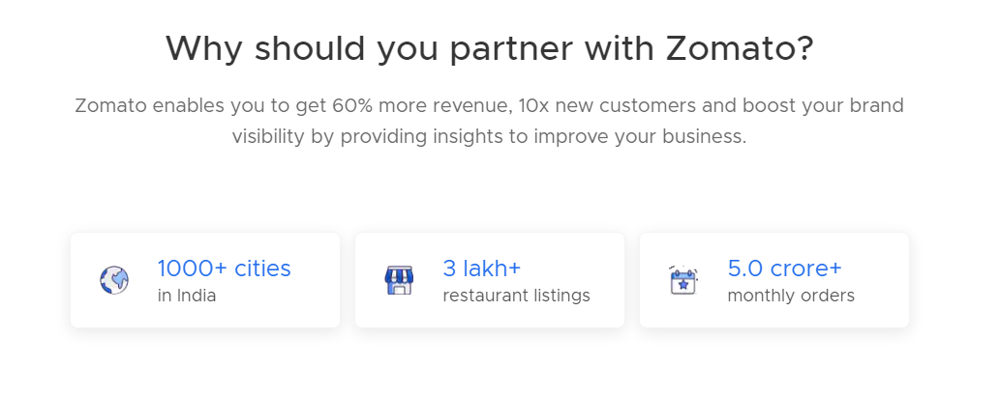 Why should you partner with Zomato?
Zomato enables you to get 60% more revenue, 10x new customers and boost your brand
visibility by providing insights to improve your business.
1000+ cities
in India
3 lakh+
restaurant listings
5.0 crore+
monthly orders